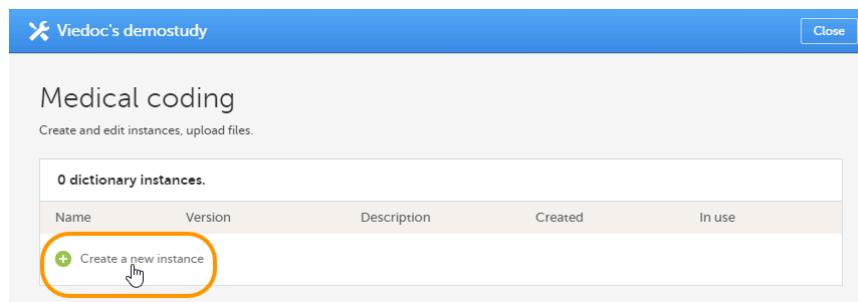 Viedoc's demostudy
Close
Medical coding
Create and edit instances, upload files.
0 dictionary instances.
Name Version Description Created In use
Create a new instance